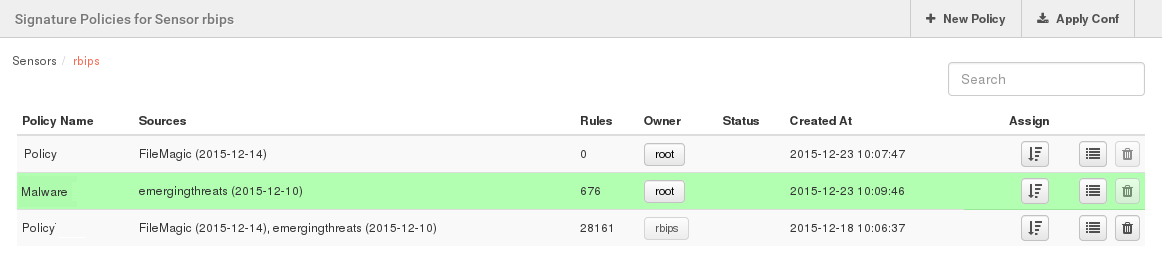 Signature Policies for Sensor rbips New Policy Apply Conf
Sensors / rbips
Search
Policy Name Sources Rules Owner Status Created At Assign
Policy FileMagic (2015-12-14) 0 root 2015-12-23 10:07:47
Malware emergingthreats (2015-12-10) 676 root 2015-12-23 10:09:46
Policy FileMagic (2015-12-14), emergingthreats (2015-12-10) 28161 rbips 2015-12-18 10:06:37